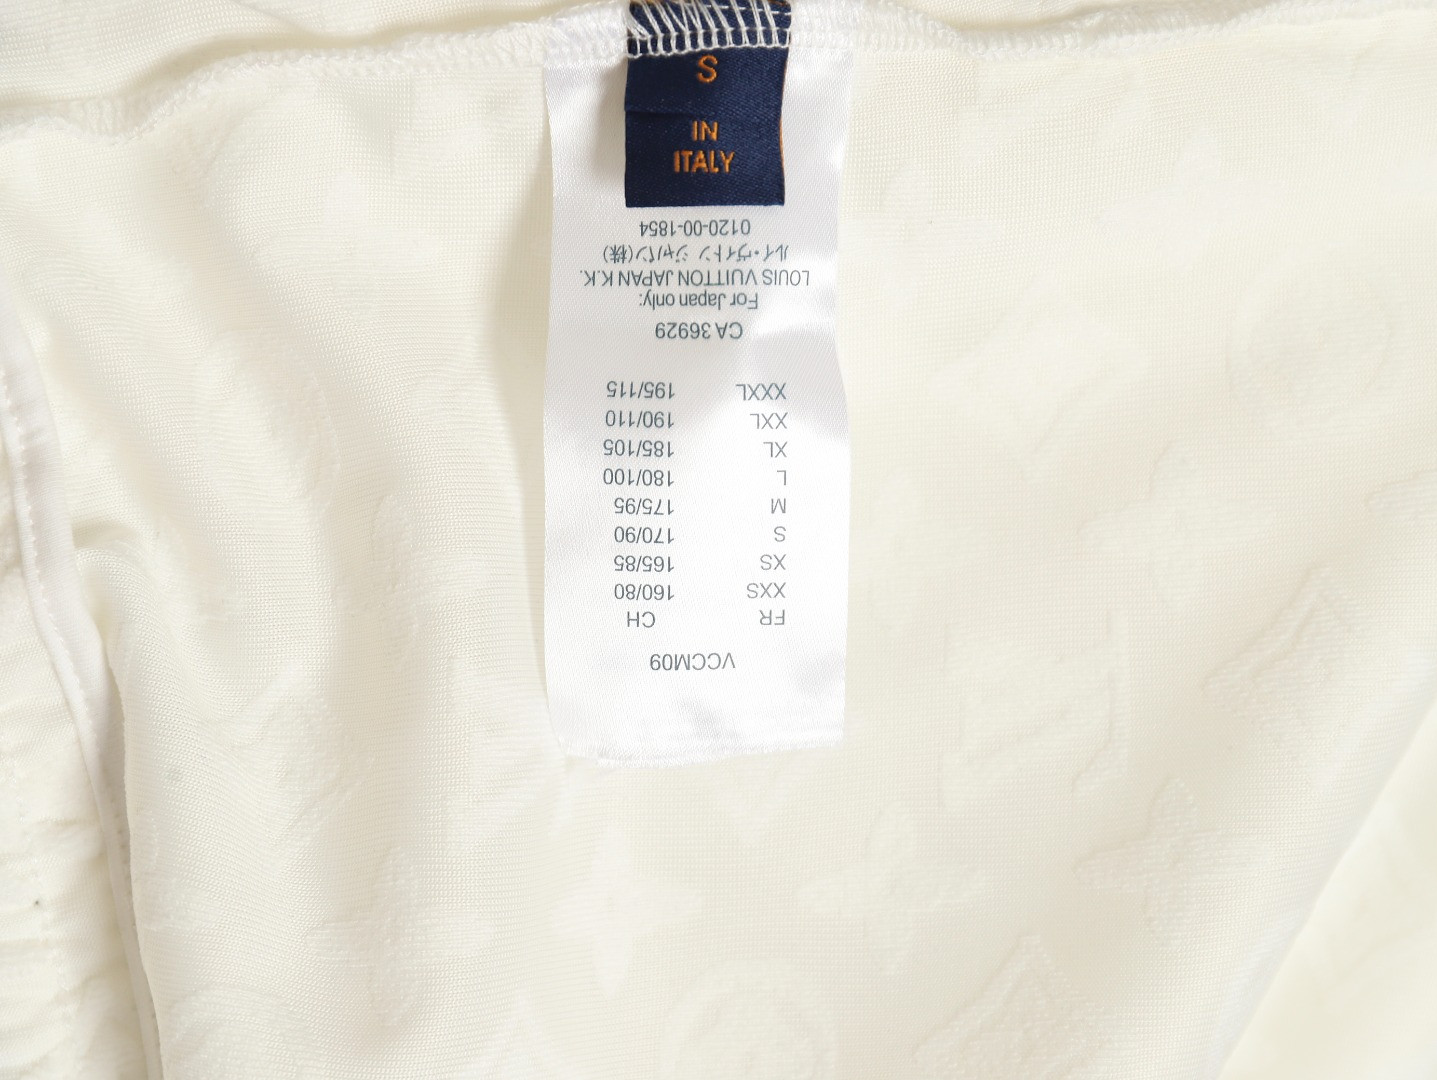 S
IN
ITALY
VCCM09
FR CH
XXS 160/80
XS 165/85
S 170/90
M 175/95
L 180/100
XL 185/105
XXL 190/110
XXXL 195/115
CA 36929
For Japan only:
LOUIS VUITTON JAPAN K.K.
ルイ・ヴィトン ジャパン(株)
0120-00-1854